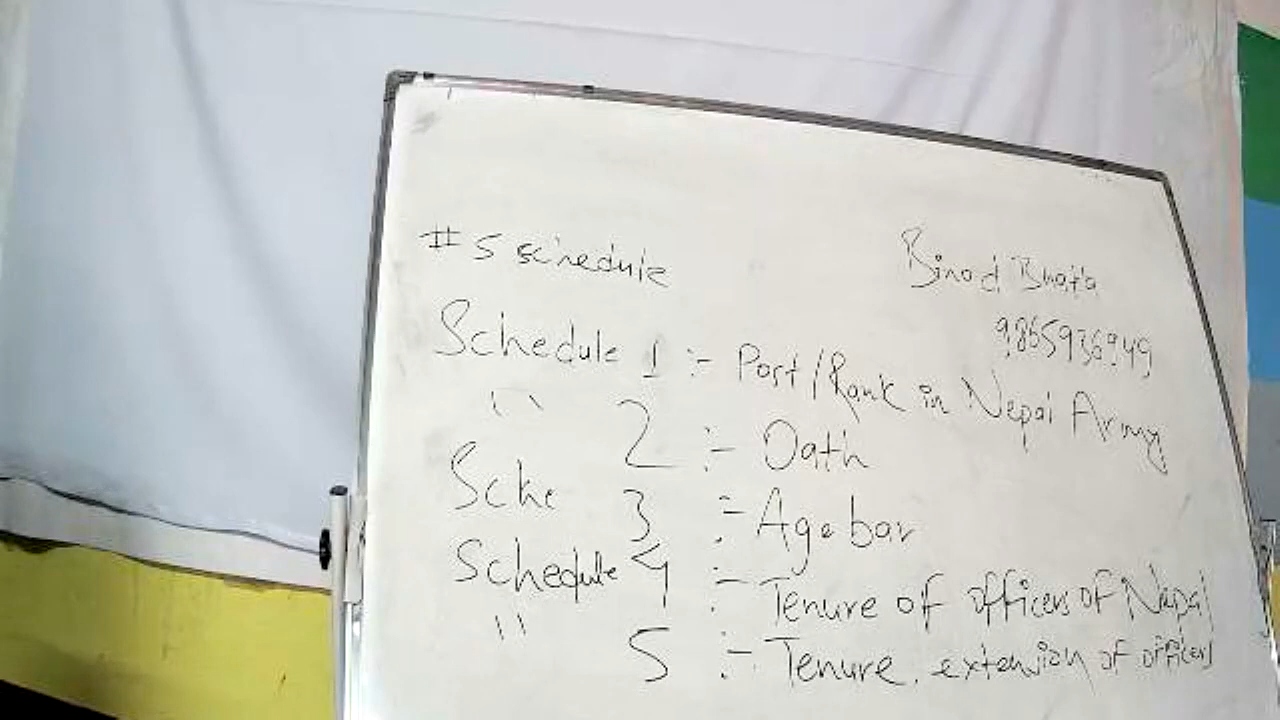 # 5 schedule
Binod Bhatta
9865936949
Schedule 1 :- Post/Rank in Nepal Army
" 2 :- Oath
Sche 3 :- Age bar
Schedule 4 :- Tenure of officers of Nepal
" 5 :- Tenure extension of officers